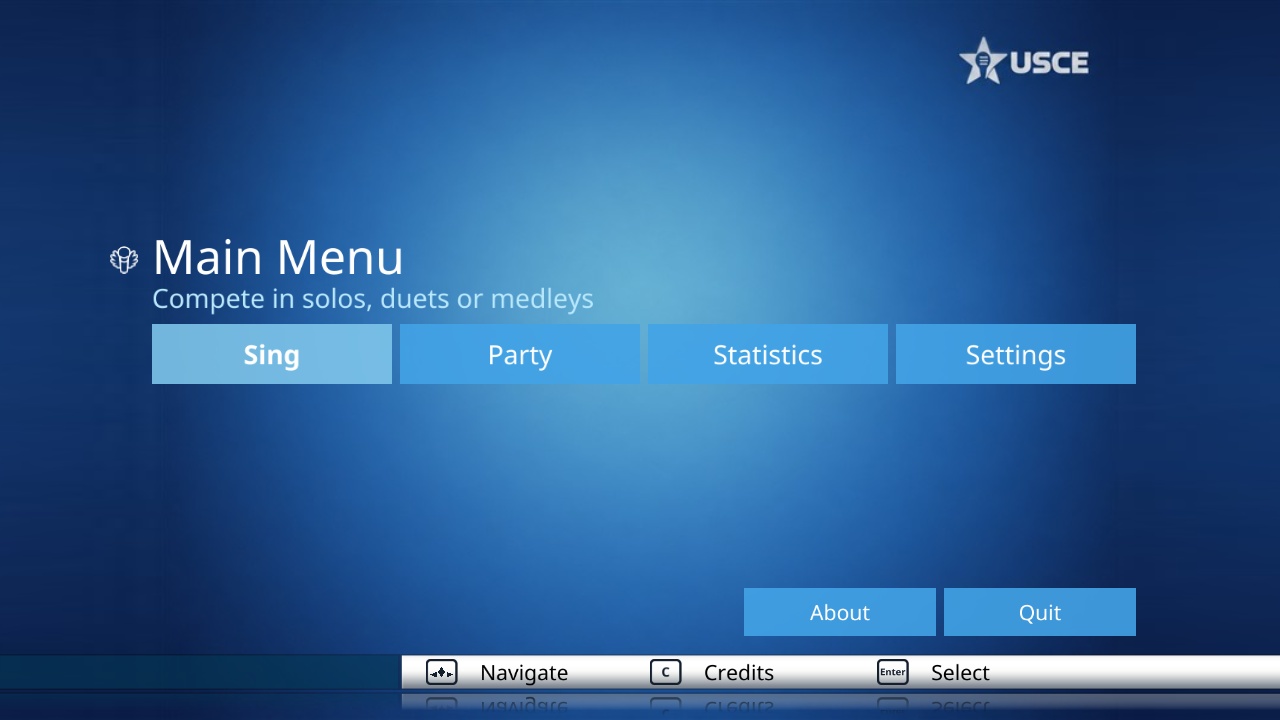 USCE
Main Menu
Compete in solos, duets or medleys
Sing Party Statistics Settings
About Quit
Navigate C Credits Enter Select